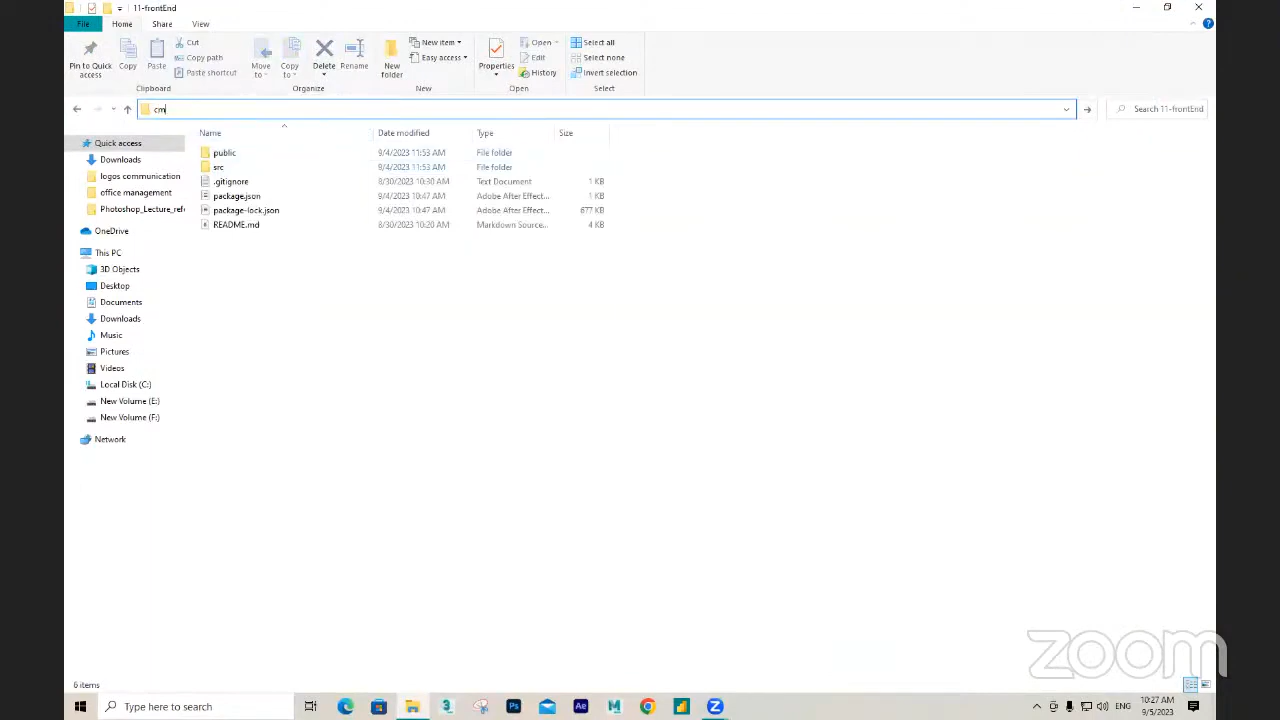 11-frontEnd
File Home Share View
Pin to Quick access
Copy
Paste
Cut
Copy path
Paste shortcut
Clipboard
Move to
Copy to
Delete
Rename
Organize
New folder
New item
Easy access
New
Properties
Open
Edit
History
Open
Select all
Select none
Invert selection
Select
cm
Search 11-frontEnd
Name Date modified Type Size
public 9/4/2023 11:53 AM File folder
src 9/4/2023 11:53 AM File folder
.gitignore 8/30/2023 10:30 AM Text Document 1 KB
package.json 9/4/2023 10:47 AM Adobe After Effect... 1 KB
package-lock.json 9/4/2023 10:47 AM Adobe After Effect... 677 KB
README.md 8/30/2023 10:20 AM Markdown Source... 4 KB
Quick access
Downloads
logos communication
office management
Photoshop_Lecture_refe
OneDrive
This PC
3D Objects
Desktop
Documents
Downloads
Music
Pictures
Videos
Local Disk (C:)
New Volume (E:)
New Volume (F:)
Network
zoom
6 items
Type here to search
3
Ps
Ae
M
Z
ENG
10:27 AM
9/5/2023